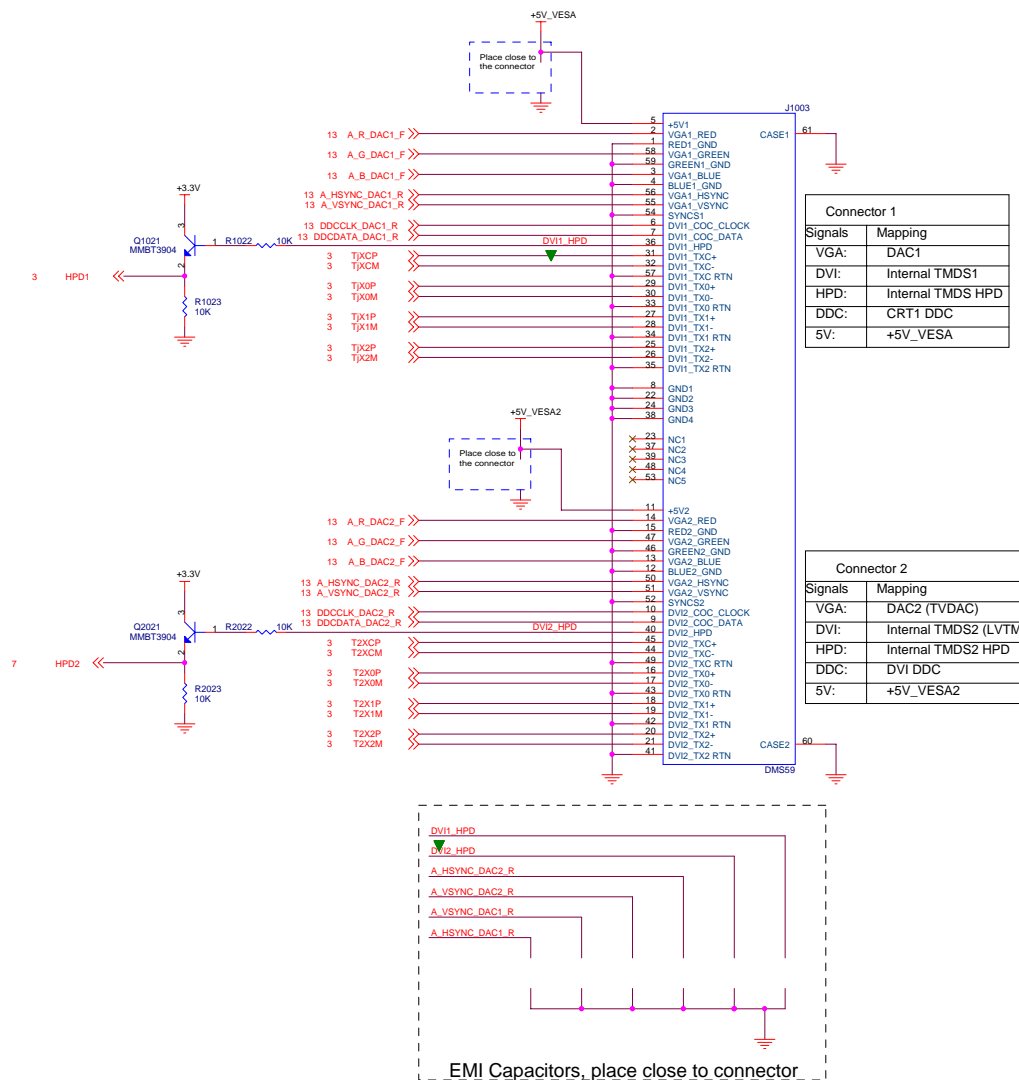 +5V_VESA
Place close to
the connector
J1003
5 +5V1
13 A_R_DAC1_F 2 VGA1_RED CASE1 61
1 RED1_GND
13 A_G_DAC1_F 58 VGA1_GREEN
59 GREEN1_GND
13 A_B_DAC1_F 3 VGA1_BLUE
4 BLUE1_GND
13 A_HSYNC_DAC1_R 56 VGA1_HSYNC
13 A_VSYNC_DAC1_R 55 VGA1_VSYNC
54 SYNCS1
13 DDCCLK_DAC1_R 6 DVI1_COC_CLOCK
13 DDCDATA_DAC1_R 7 DVI1_COC_DATA
DVI1_HPD 36 DVI1_HPD
3 TjXCP 31 DVI1_TXC+
3 TjXCM 32 DVI1_TXC-
57 DVI1_TXC RTN
3 TjX0P 29 DVI1_TX0+
3 TjX0M 30 DVI1_TX0-
33 DVI1_TX0 RTN
3 TjX1P 27 DVI1_TX1+
3 TjX1M 28 DVI1_TX1-
34 DVI1_TX1 RTN
3 TjX2P 25 DVI1_TX2+
3 TjX2M 26 DVI1_TX2-
35 DVI1_TX2 RTN
8 GND1
22 GND2
24 GND3
38 GND4
23 NC1
37 NC2
39 NC3
48 NC4
53 NC5
+3.3V
3
Q1021
MMBT3904
1 R1022 10K
2
3 HPD1
R1023
10K
Connector 1
Signals Mapping
VGA: DAC1
DVI: Internal TMDS1
HPD: Internal TMDS HPD
DDC: CRT1 DDC
5V: +5V_VESA
+5V_VESA2
Place close to
the connector
11 +5V2
13 A_R_DAC2_F 14 VGA2_RED
15 RED2_GND
13 A_G_DAC2_F 47 VGA2_GREEN
46 GREEN2_GND
13 A_B_DAC2_F 13 VGA2_BLUE
12 BLUE2_GND
13 A_HSYNC_DAC2_R 50 VGA2_HSYNC
13 A_VSYNC_DAC2_R 51 VGA2_VSYNC
52 SYNCS2
13 DDCCLK_DAC2_R 10 DVI2_COC_CLOCK
13 DDCDATA_DAC2_R 9 DVI2_COC_DATA
DVI2_HPD 40 DVI2_HPD
3 T2XCP 45 DVI2_TXC+
3 T2XCM 44 DVI2_TXC-
49 DVI2_TXC RTN
3 T2X0P 16 DVI2_TX0+
3 T2X0M 17 DVI2_TX0-
43 DVI2_TX0 RTN
3 T2X1P 18 DVI2_TX1+
3 T2X1M 19 DVI2_TX1-
42 DVI2_TX1 RTN
3 T2X2P 20 DVI2_TX2+
3 T2X2M 21 DVI2_TX2- CASE2 60
41 DVI2_TX2 RTN
DMS59
+3.3V
3
Q2021
MMBT3904
1 R2022 10K
2
7 HPD2
R2023
10K
Connector 2
Signals Mapping
VGA: DAC2 (TVDAC)
DVI: Internal TMDS2 (LVTM
HPD: Internal TMDS2 HPD
DDC: DVI DDC
5V: +5V_VESA2
DVI1_HPD
DVI2_HPD
A_HSYNC_DAC2_R
A_VSYNC_DAC2_R
A_VSYNC_DAC1_R
A_HSYNC_DAC1_R
EMI Capacitors, place close to connector